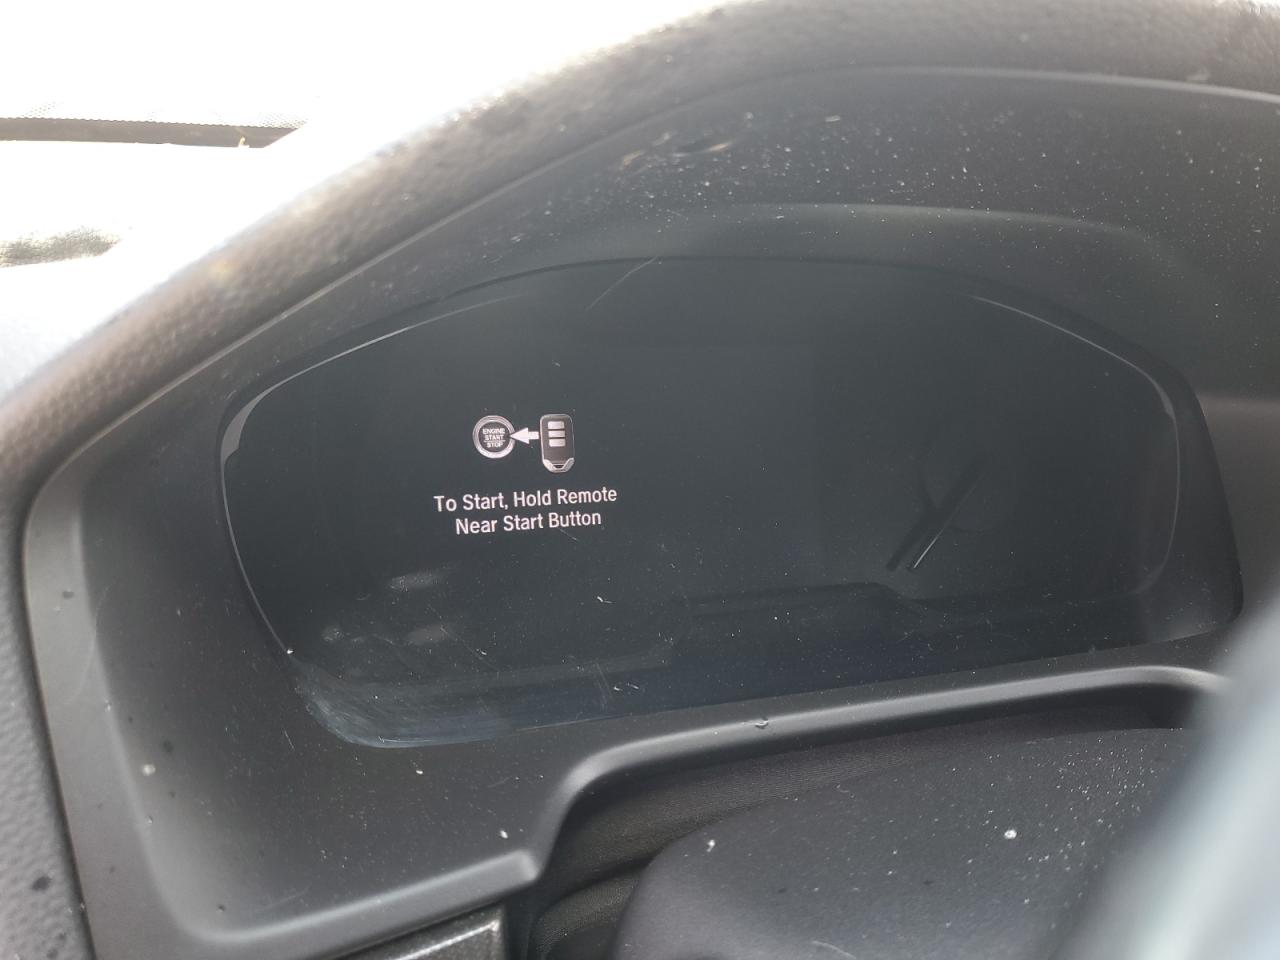 ENGINE
START
STOP
To Start, Hold Remote
Near Start Button